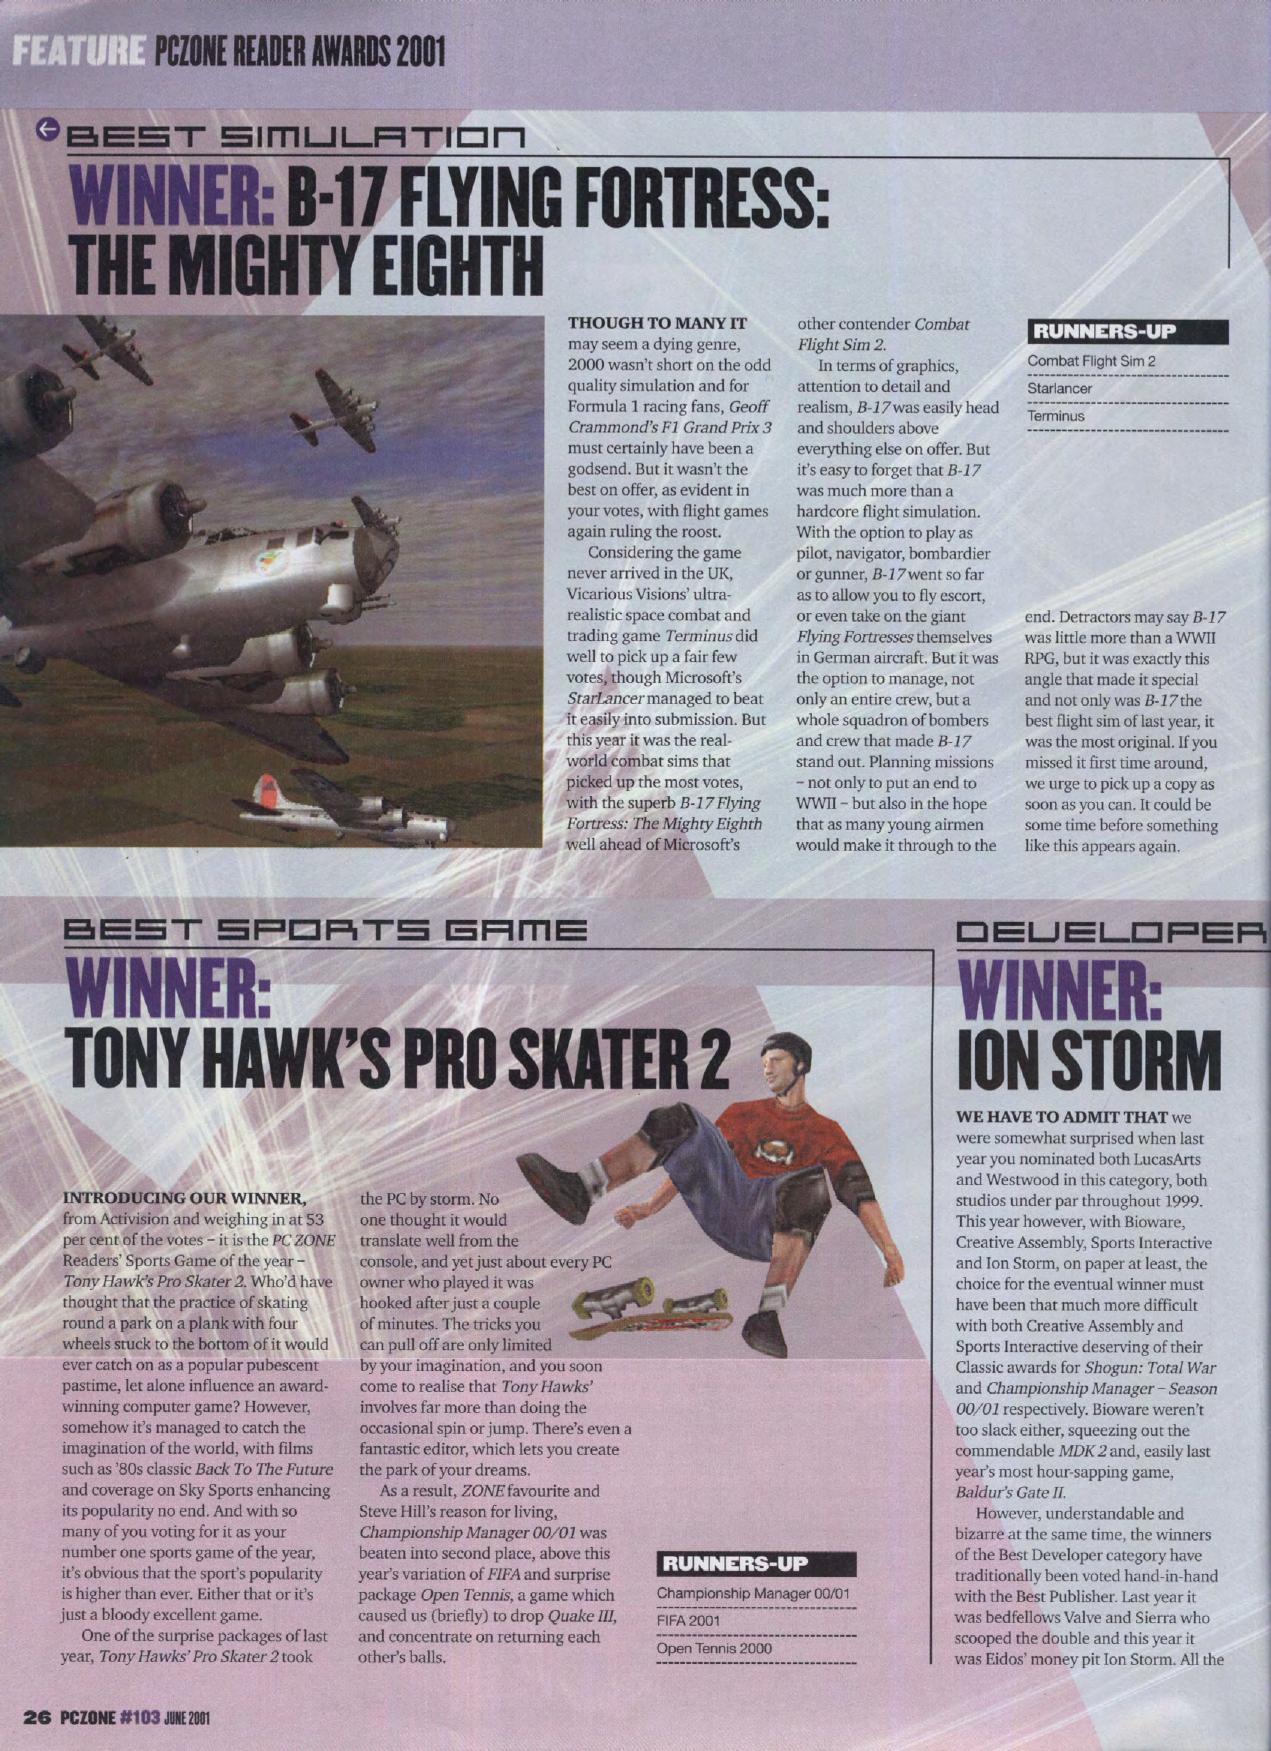 FEATURE PCZONE READER AWARDS 2001
BEST SIMULATION
WINNER: B-17 FLYING FORTRESS:
THE MIGHTY EIGHTH
THOUGH TO MANY IT
may seem a dying genre,
2000 wasn't short on the odd
quality simulation and for
Formula 1 racing fans, Geoff
Crammond's F1 Grand Prix 3
must certainly have been a
godsend. But it wasn't the
best on offer, as evident in
your votes, with flight games
again ruling the roost.
Considering the game
never arrived in the UK,
Vicarious Visions' ultra-
realistic space combat and
trading game Terminus did
well to pick up a fair few
votes, though Microsoft's
StarLancer managed to beat
it easily into submission. But
this year it was the real-
world combat sims that
picked up the most votes,
with the superb B-17 Flying
Fortress: The Mighty Eighth
well ahead of Microsoft's
other contender Combat
Flight Sim 2.
In terms of graphics,
attention to detail and
realism, B-17 was easily head
and shoulders above
everything else on offer. But
it's easy to forget that B-17
was much more than a
hardcore flight simulation.
With the option to play as
pilot, navigator, bombardier
or gunner, B-17 went so far
as to allow you to fly escort,
or even take on the giant
Flying Fortresses themselves
in German aircraft. But it was
the option to manage, not
only an entire crew, but a
whole squadron of bombers
and crew that made B-17
stand out. Planning missions
– not only to put an end to
WWII – but also in the hope
that as many young airmen
would make it through to the
RUNNERS-UP
Combat Flight Sim 2
Starlancer
Terminus
end. Detractors may say B-17
was little more than a WWII
RPG, but it was exactly this
angle that made it special
and not only was B-17 the
best flight sim of last year, it
was the most original. If you
missed it first time around,
we urge to pick up a copy as
soon as you can. It could be
some time before something
like this appears again.
BEST SPORTS GAME
WINNER:
TONY HAWK'S PRO SKATER 2
INTRODUCING OUR WINNER,
from Activision and weighing in at 53
per cent of the votes – it is the PC ZONE
Readers' Sports Game of the year –
Tony Hawk's Pro Skater 2. Who'd have
thought that the practice of skating
round a park on a plank with four
wheels stuck to the bottom of it would
ever catch on as a popular pubescent
pastime, let alone influence an award-
winning computer game? However,
somehow it's managed to catch the
imagination of the world, with films
such as '80s classic Back To The Future
and coverage on Sky Sports enhancing
its popularity no end. And with so
many of you voting for it as your
number one sports game of the year,
it's obvious that the sport's popularity
is higher than ever. Either that or it's
just a bloody excellent game.
One of the surprise packages of last
year, Tony Hawks' Pro Skater 2 took
the PC by storm. No
one thought it would
translate well from the
console, and yet just about every PC
owner who played it was
hooked after just a couple
of minutes. The tricks you
can pull off are only limited
by your imagination, and you soon
come to realise that Tony Hawks'
involves far more than doing the
occasional spin or jump. There's even a
fantastic editor, which lets you create
the park of your dreams.
As a result, ZONE favourite and
Steve Hill's reason for living,
Championship Manager 00/01 was
beaten into second place, above this
year's variation of FIFA and surprise
package Open Tennis, a game which
caused us (briefly) to drop Quake III,
and concentrate on returning each
other's balls.
RUNNERS-UP
Championship Manager 00/01
FIFA 2001
Open Tennis 2000
DEVELOPER
WINNER:
ION STORM
WE HAVE TO ADMIT THAT we
were somewhat surprised when last
year you nominated both LucasArts
and Westwood in this category, both
studios under par throughout 1999.
This year however, with Bioware,
Creative Assembly, Sports Interactive
and Ion Storm, on paper at least, the
choice for the eventual winner must
have been that much more difficult
with both Creative Assembly and
Sports Interactive deserving of their
Classic awards for Shogun: Total War
and Championship Manager – Season
00/01 respectively. Bioware weren't
too slack either, squeezing out the
commendable MDK 2 and, easily last
year's most hour-sapping game,
Baldur's Gate II.
However, understandable and
bizarre at the same time, the winners
of the Best Developer category have
traditionally been voted hand-in-hand
with the Best Publisher. Last year it
was bedfellows Valve and Sierra who
scooped the double and this year it
was Eidos' money pit Ion Storm. All the
26 PCZONE #103 JUNE 2001